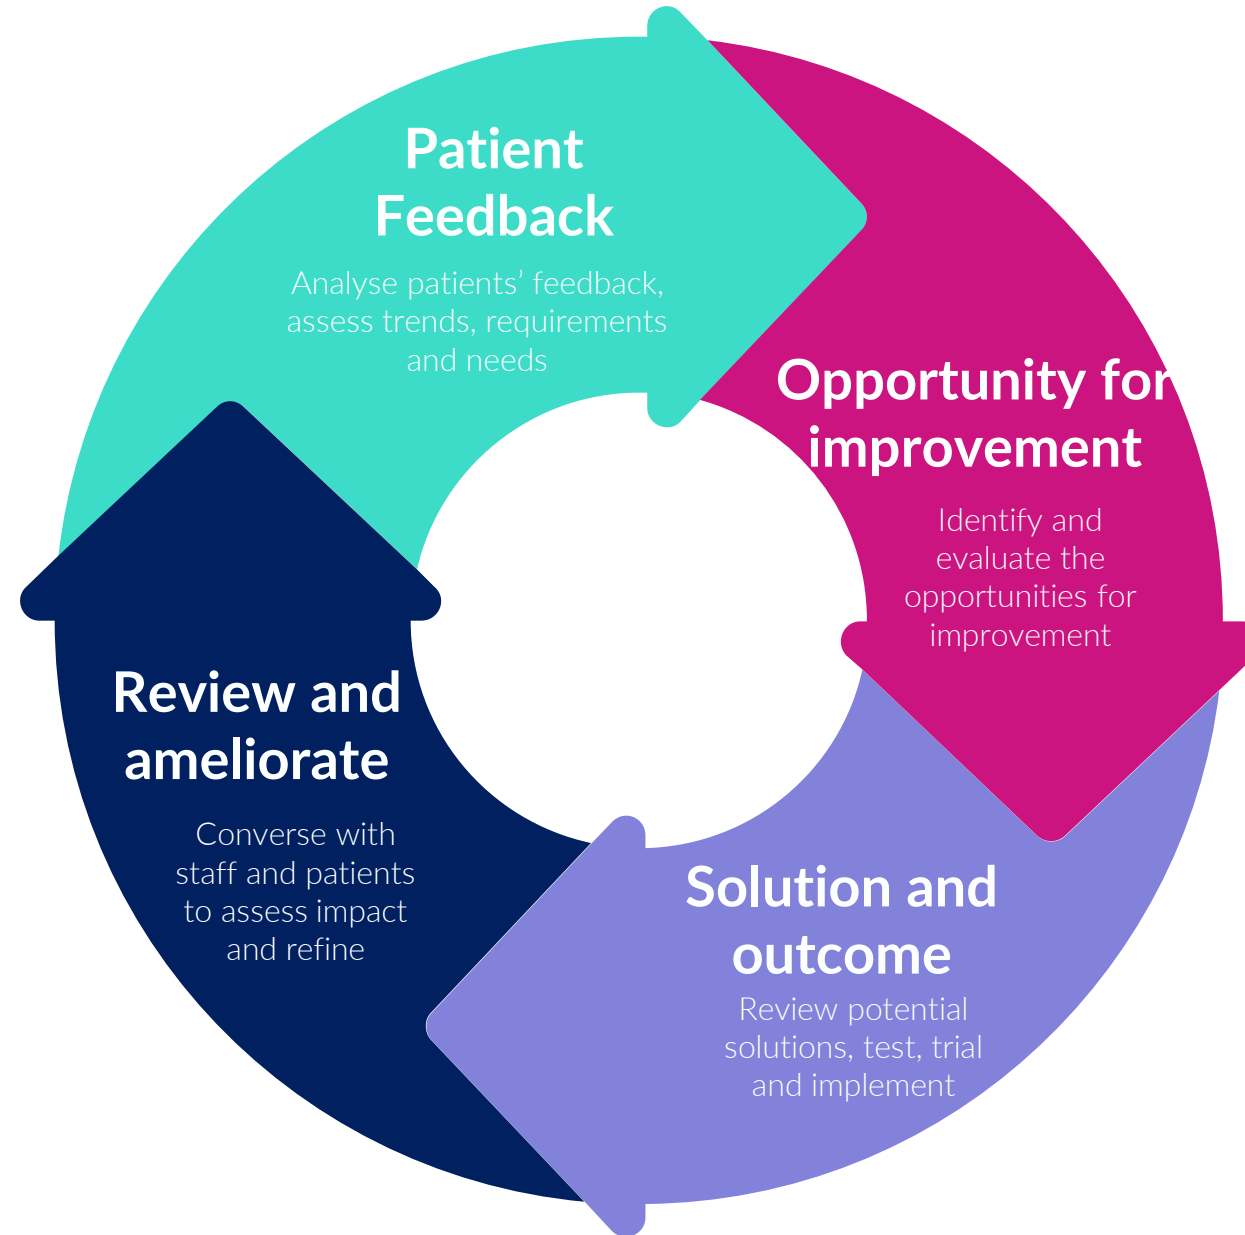 Patient
Feedback
Analyse patients’ feedback,
assess trends, requirements
and needs
Opportunity for
improvement
Identify and
evaluate the
opportunities for
improvement
Solution and
outcome
Review potential
solutions, test, trial
and implement
Review and
ameliorate
Converse with
staff and patients
to assess impact
and refine